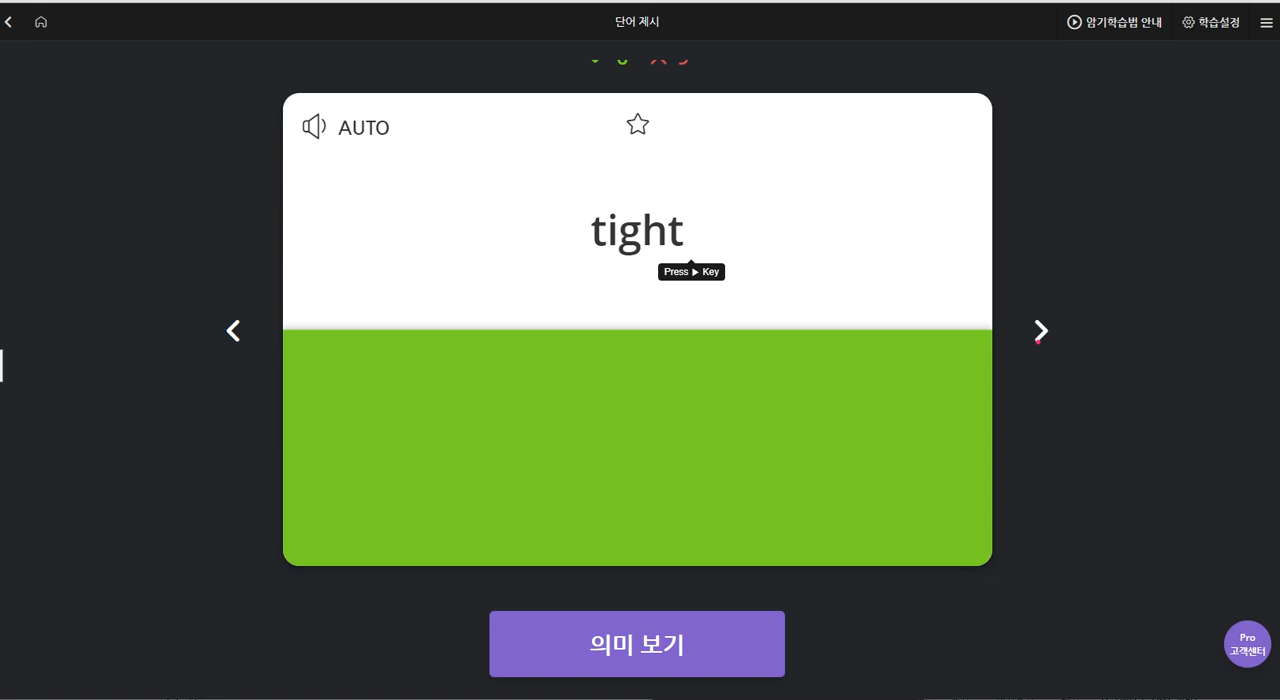 단어 제시
암기학습법 안내
학습설정
AUTO
tight
Press ▶ Key
의미 보기
Pro
고객센터